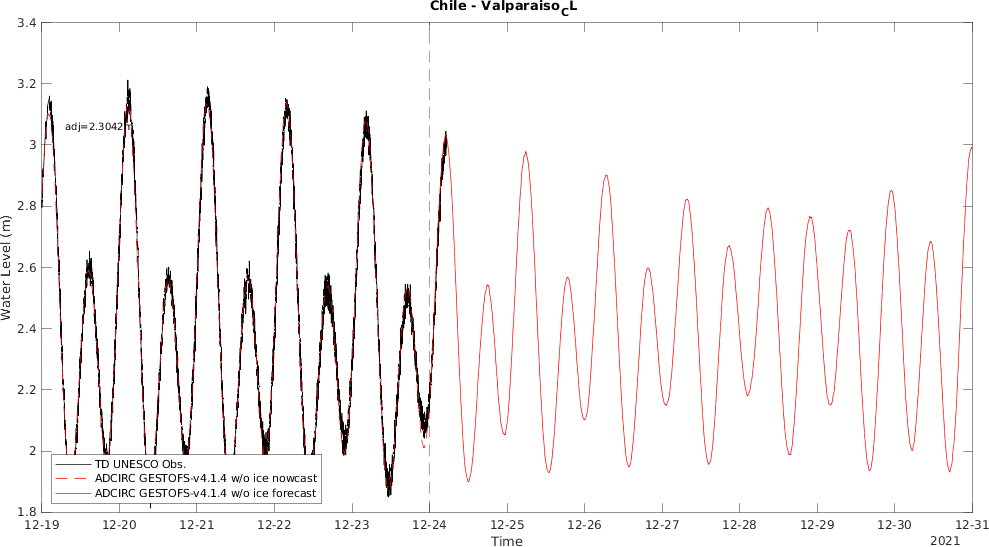 Chile - Valparaiso_CL
3.4
3.2
3
2.8
2.6
2.4
2.2
2
1.8
Water Level (m)
adj=2.3042m
TD UNESCO Obs.
ADCIRC GESTOFS-v4.1.4 w/o ice nowcast
ADCIRC GESTOFS-v4.1.4 w/o ice forecast
12-19 12-20 12-21 12-22 12-23 12-24 12-25 12-26 12-27 12-28 12-29 12-30 12-31
Time
2021